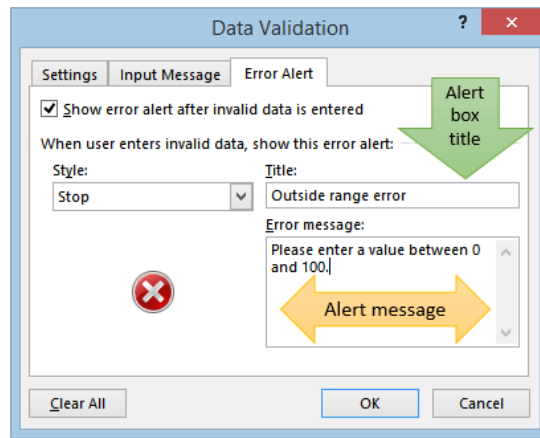 Data Validation
?
Settings
Input Message
Error Alert
Show error alert after invalid data is entered
When user enters invalid data, show this error alert:
Alert
box
title
Style:
Title:
Stop
Outside range error
Error message:
Please enter a value between 0
and 100.
Alert message
Clear All
OK
Cancel